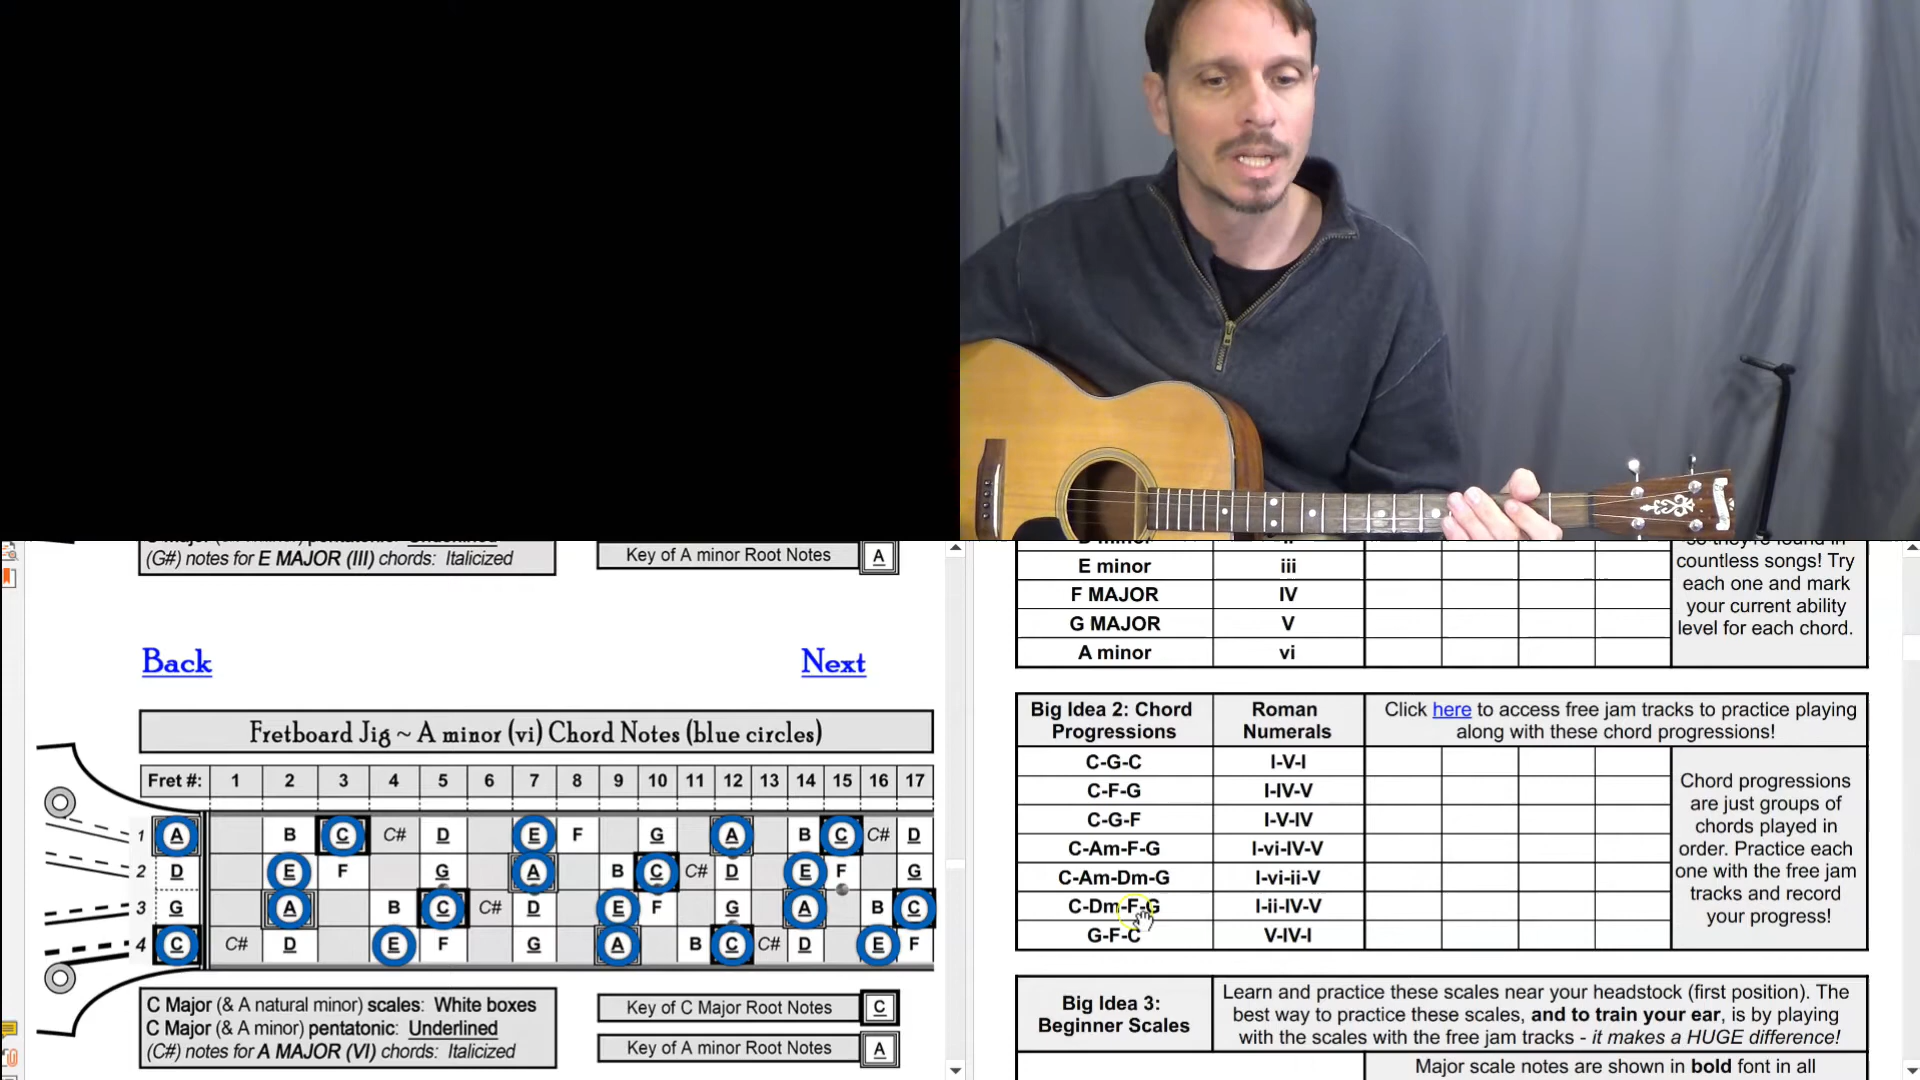 (G#) notes for E MAJOR (III) chords: Italicized
Key of A minor Root Notes A
Back Next
Fretboard Jig ~ A minor (vi) Chord Notes (blue circles)
Fret #: 1 2 3 4 5 6 7 8 9 10 11 12 13 14 15 16 17
1 A B C C# D E F G A B C C# D
2 D E F G A B C C# D E F G
3 G A B C C# D E F G A B C
4 C C# D E F G A B C C# D E F
C Major (& A natural minor) scales: White boxes
C Major (& A minor) pentatonic: Underlined
(C#) notes for A MAJOR (VI) chords: Italicized
Key of C Major Root Notes C
Key of A minor Root Notes A
E minor iii
F MAJOR IV
G MAJOR V
A minor vi
countless songs! Try
each one and mark
your current ability
level for each chord.
Big Idea 2: Chord
Progressions
Roman
Numerals
Click here to access free jam tracks to practice playing
along with these chord progressions!
C-G-C I-V-I
C-F-G I-IV-V
C-G-F I-V-IV
C-Am-F-G I-vi-IV-V
C-Am-Dm-G I-vi-ii-V
C-Dm-F-G I-ii-IV-V
G-F-C V-IV-I
Chord progressions
are just groups of
chords played in
order. Practice each
one with the free jam
tracks and record
your progress!
Big Idea 3:
Beginner Scales
Learn and practice these scales near your headstock (first position). The
best way to practice these scales, and to train your ear, is by playing
with the scales with the free jam tracks - it makes a HUGE difference!
Major scale notes are shown in bold font in all